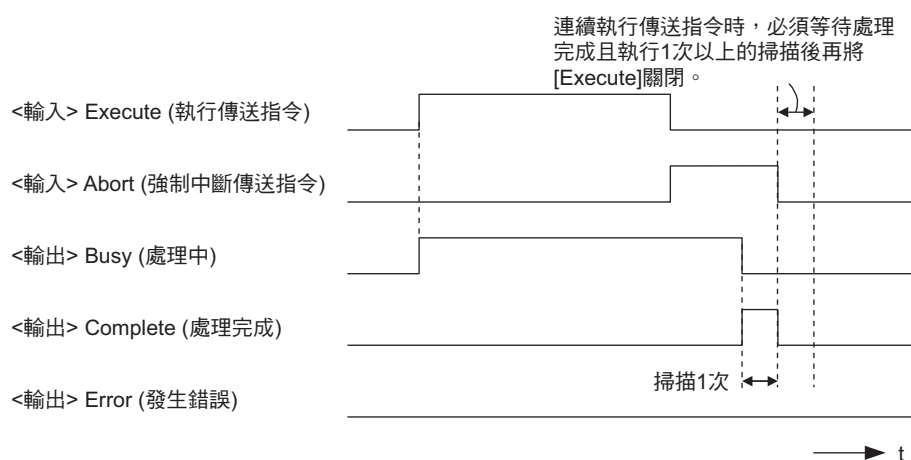 連續執行傳送指令時，必須等待處理
完成且執行1次以上的掃描後再將
[Execute]關閉。
<輸入> Execute (執行傳送指令)
<輸入> Abort (強制中斷傳送指令)
<輸出> Busy (處理中)
<輸出> Complete (處理完成)
掃描1次
<輸出> Error (發生錯誤)
t